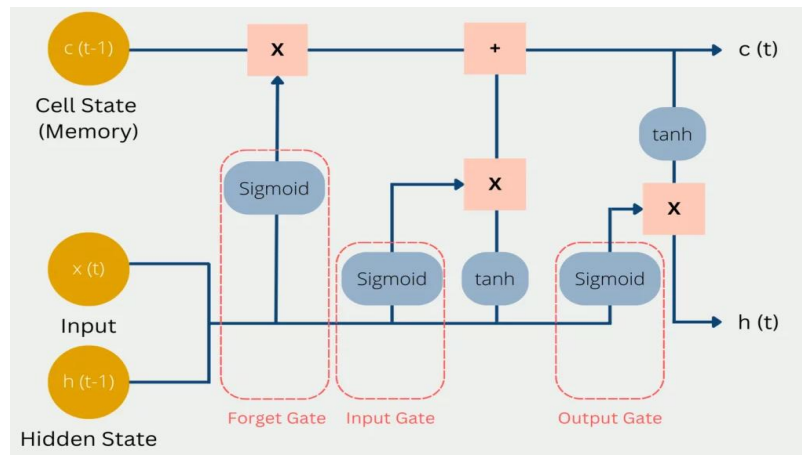 c (t-1)
X
+
c (t)
Cell State
(Memory)
tanh
Sigmoid
X
X
x (t)
Sigmoid
tanh
Sigmoid
Input
h (t)
h (t-1)
Forget Gate
Input Gate
Output Gate
Hidden State